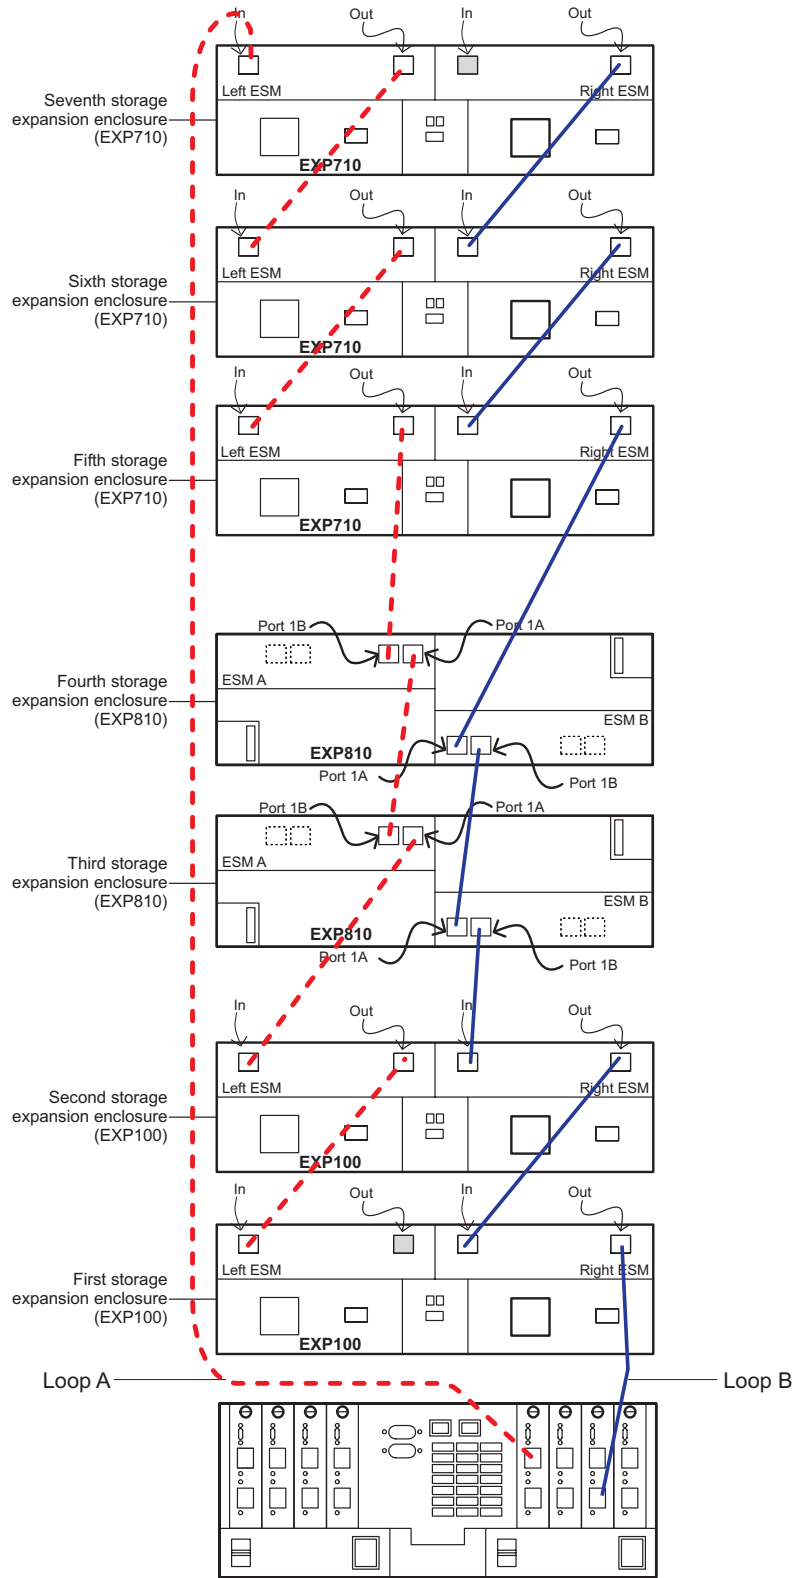 In
Out
In
Out
Left ESM
Right ESM
Seventh storage
expansion enclosure
(EXP710)
EXP710
In
Out
In
Out
Left ESM
Right ESM
Sixth storage
expansion enclosure
(EXP710)
EXP710
In
Out
In
Out
Left ESM
Right ESM
Fifth storage
expansion enclosure
(EXP710)
EXP710
Port 1B
Port 1A
ESM A
Fourth storage
expansion enclosure
(EXP810)
ESM B
EXP810
Port 1A
Port 1B
Port 1B
Port 1A
ESM A
Third storage
expansion enclosure
(EXP810)
ESM B
EXP810
Port 1A
Port 1B
In
Out
In
Out
Left ESM
Right ESM
Second storage
expansion enclosure
(EXP100)
EXP100
In
Out
In
Out
Left ESM
Right ESM
First storage
expansion enclosure
(EXP100)
EXP100
Loop A
Loop B